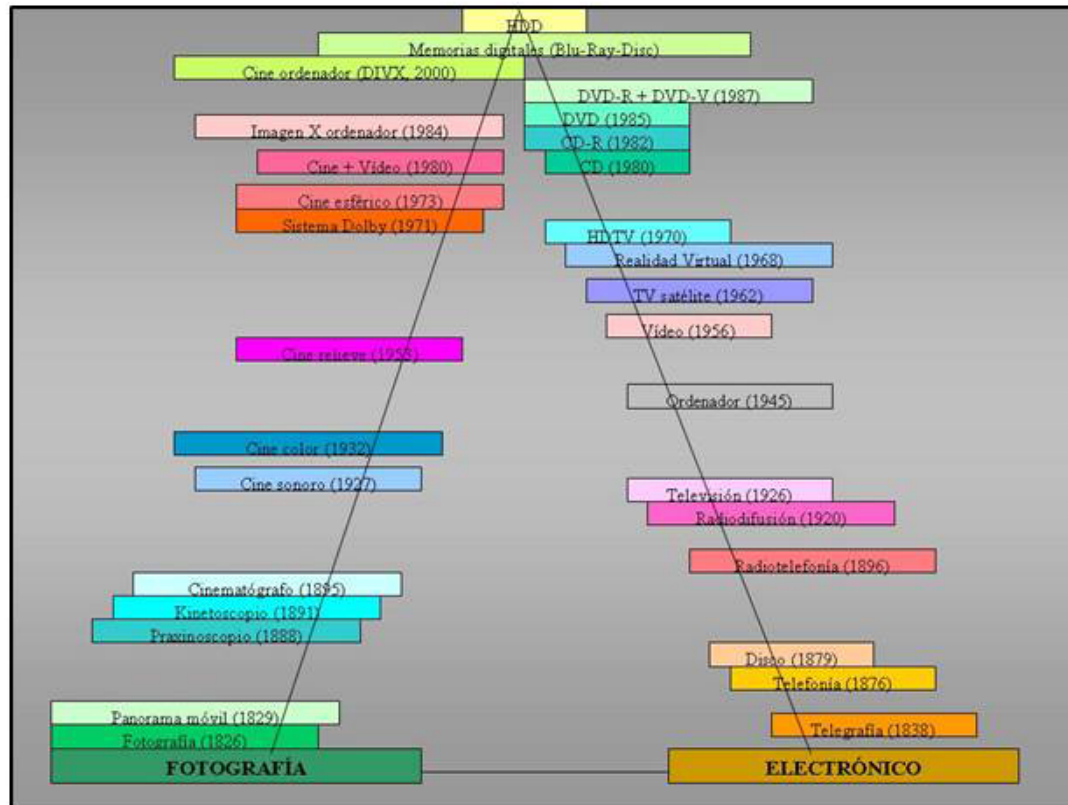 HDD
Memorias digitales (Blu-Ray-Disc)
Cine ordenador (DIVX, 2000)
DVD-R + DVD-V (1987)
DVD (1985)
Imagen X ordenador (1984)
CD-R (1982)
Cine + Vídeo (1980)
CD (1980)
Cine esférico (1973)
Sistema Dolby (1971)
HDTV (1970)
Realidad Virtual (1968)
TV satélite (1962)
Vídeo (1956)
Cine relieve (1953)
Ordenador (1945)
Cine color (1932)
Cine sonoro (1927)
Televisión (1926)
Radiodifusión (1920)
Radiotelefonía (1896)
Cinematógrafo (1895)
Kinetoscopio (1891)
Praxinoscopio (1888)
Disco (1879)
Telefonía (1876)
Panorama móvil (1829)
Telegrafía (1838)
Fotografía (1826)
FOTOGRAFÍA
ELECTRÓNICO